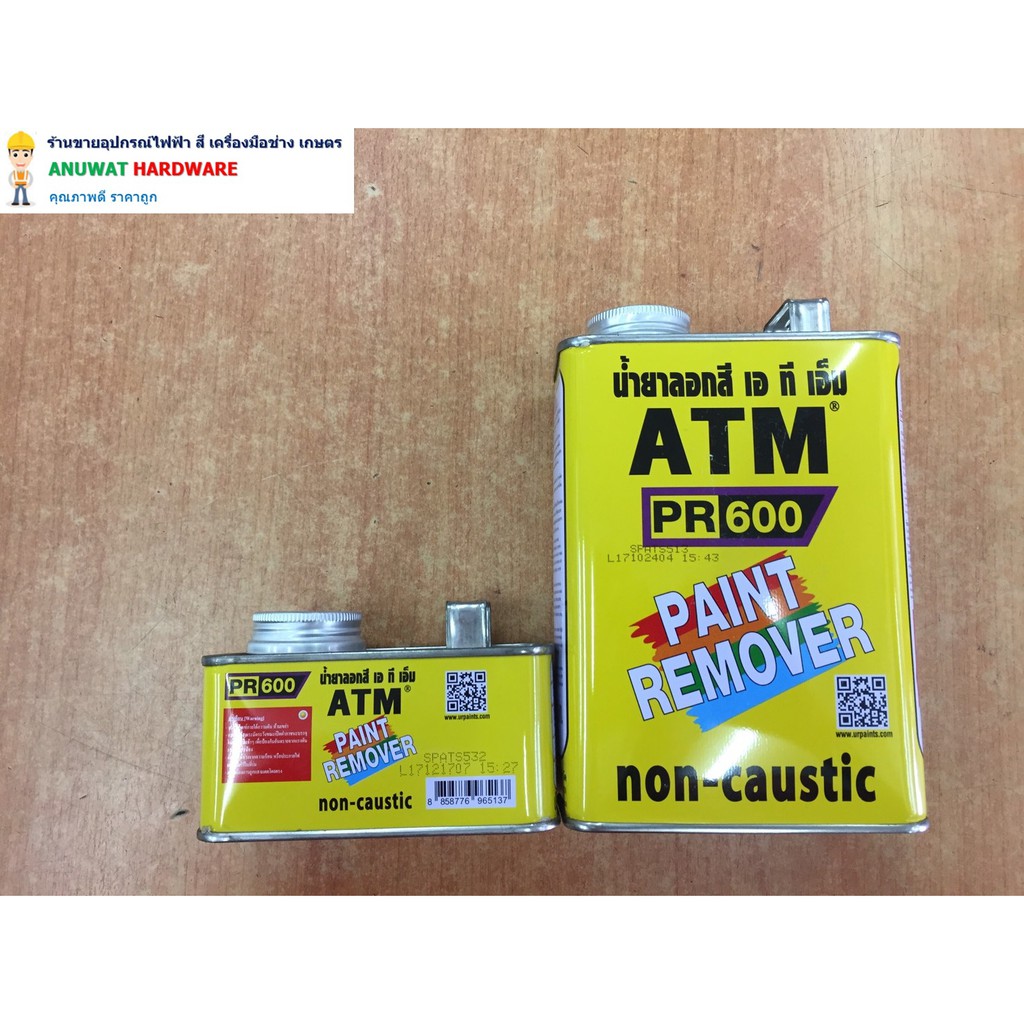 ร้านขายอุปกรณ์ไฟฟ้า สี เครื่องมือช่าง เกษตร
ANUWAT HARDWARE
คุณภาพดี ราคาถูก
น้ำยาลอกสี เอ ที เอ็ม
ATM®
PR600
SPATS513
L17102404 15:43
PAINT
REMOVER
www.urpaints.com
non-caustic
PR600
น้ำยาลอกสี เอ ที เอ็ม
ATM®
(Warning)
PAINT
REMOVER
www.urpaints.com
SPATS532
L17121707 15:27
non-caustic
8 858776 965137